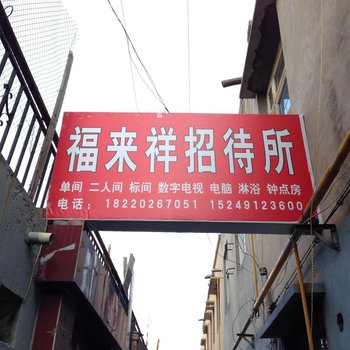 福来祥招待所
单间 二人间 标间 数字电视 电脑 淋浴 钟点房
电话: 18220267051 15249123600